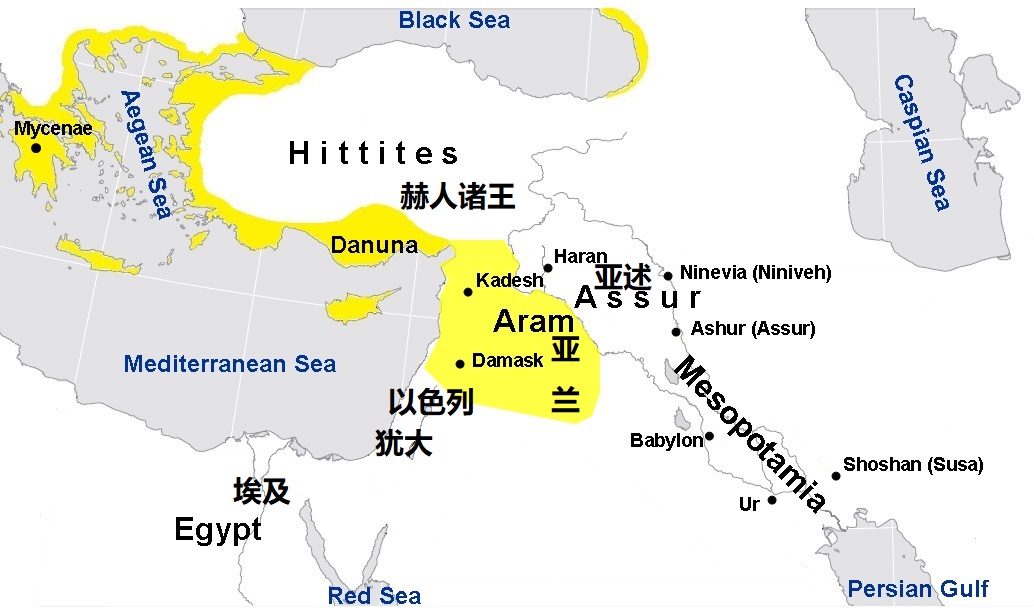 Black Sea
Caspian Sea
Aegean Sea
Mycenae
Hittites
赫人诸王
Danuna
Haran
亚述
Ninevia (Niniveh)
Kadesh
Assur
Aram
Ashur (Assur)
亚
兰
Damask
Mediterranean Sea
以色列
犹大
Mesopotamia
Babylon
Shoshan (Susa)
埃及
Ur
Egypt
Persian Gulf
Red Sea